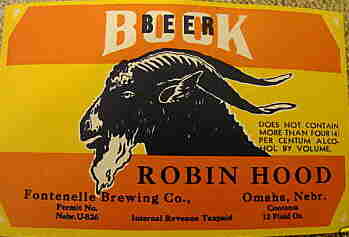 BOCK
BEER
DOES NOT CONTAIN
MORE THAN FOUR (4)
PER CENTUM ALCO-
HOL BY VOLUME.
ROBIN HOOD
Fontenelle Brewing Co., Omaha, Nebr.
Permit No. Contents
Nebr. U-826 Internal Revenue Taxpaid 12 Fluid Oz.